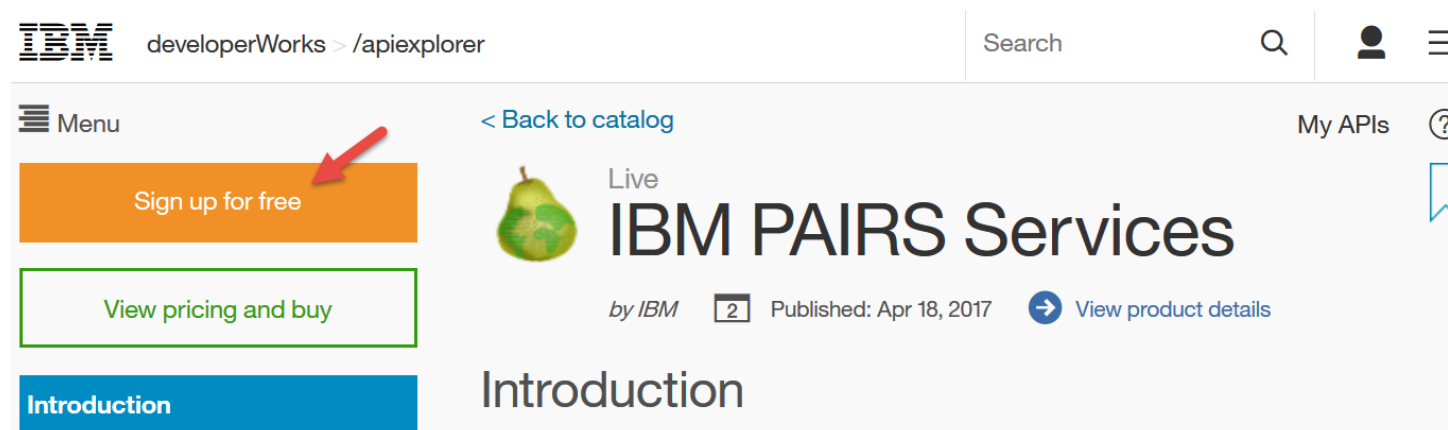 IBM developerWorks > /apiexplorer Search
Menu
< Back to catalog
My APIs ?
Sign up for free
Live
IBM PAIRS Services
View pricing and buy
by IBM 2 Published: Apr 18, 2017 View product details
Introduction
Introduction